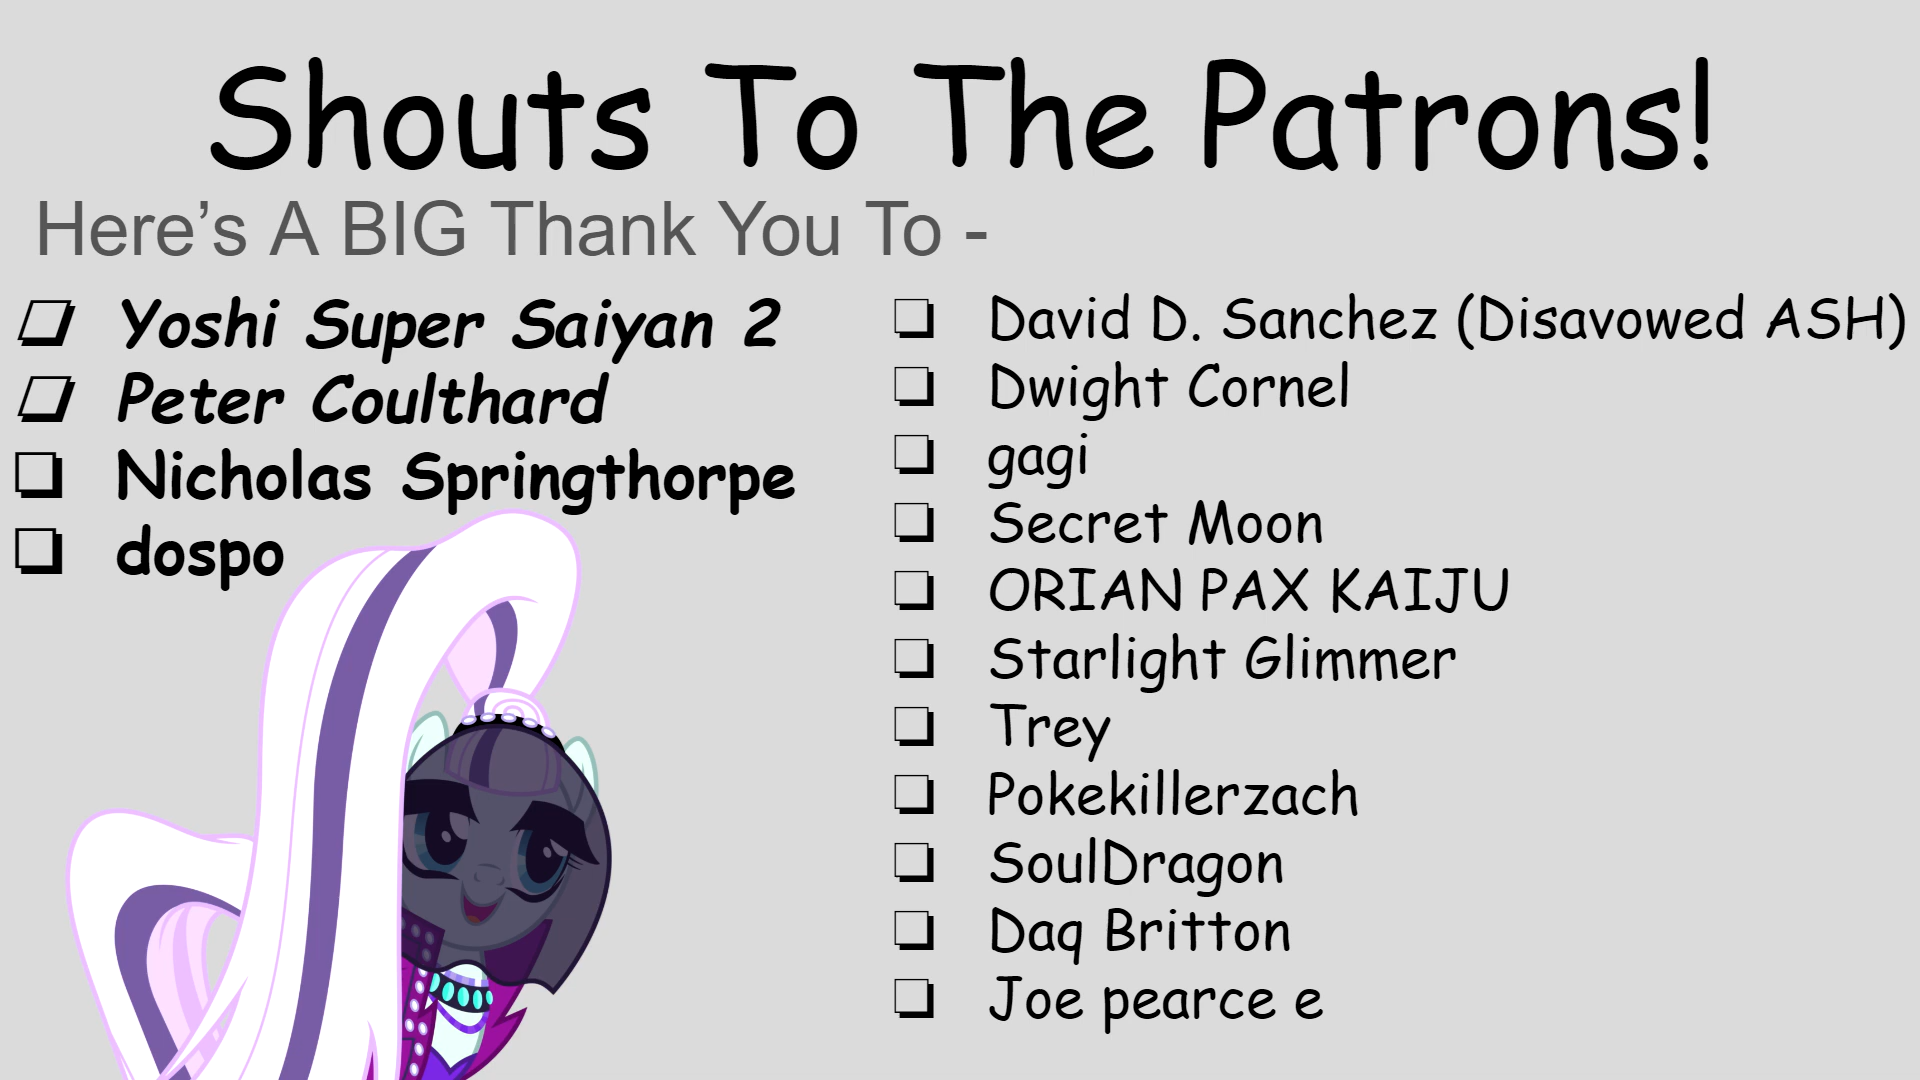 Shouts To The Patrons!
Here’s A BIG Thank You To -
❏ Yoshi Super Saiyan 2
❏ Peter Coulthard
❏ Nicholas Springthorpe
❏ dospo
❏ David D. Sanchez (Disavowed ASH)
❏ Dwight Cornel
❏ gagi
❏ Secret Moon
❏ ORIAN PAX KAIJU
❏ Starlight Glimmer
❏ Trey
❏ Pokekillerzach
❏ SoulDragon
❏ Daq Britton
❏ Joe pearce e